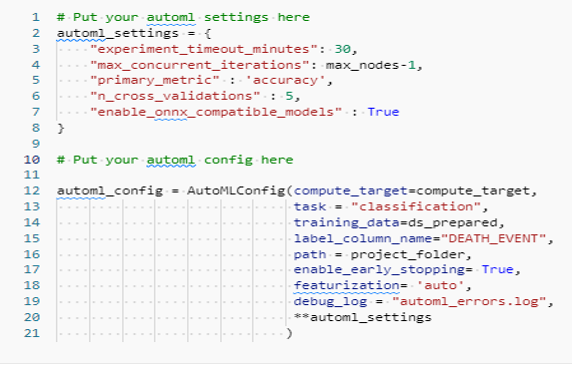 1 # Put your automl settings here
2 automl_settings = {
3     "experiment_timeout_minutes": 30,
4     "max_concurrent_iterations": max_nodes-1,
5     "primary_metric" : 'accuracy',
6     "n_cross_validations" : 5,
7     "enable_onnx_compatible_models" : True
8 }
9
10 # Put your automl config here
11
12 automl_config = AutoMLConfig(compute_target=compute_target,
13                              task = "classification",
14                              training_data=ds_prepared,
15                              label_column_name="DEATH_EVENT",
16                              path = project_folder,
17                              enable_early_stopping= True,
18                              featurization= 'auto',
19                              debug_log = "automl_errors.log",
20                              **automl_settings
21                             )